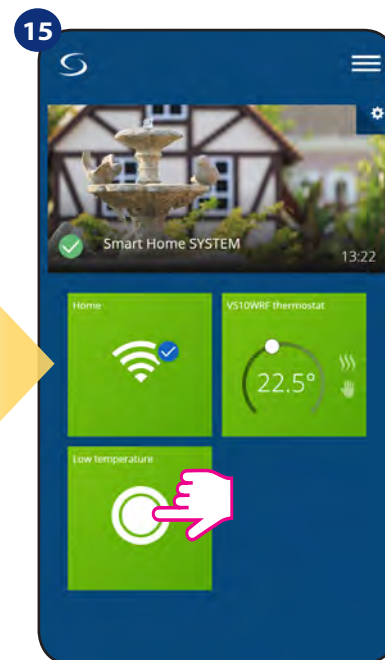 15
Smart Home SYSTEM
13:22
Home
VS10WRF thermostat
22.5°
Low temperature